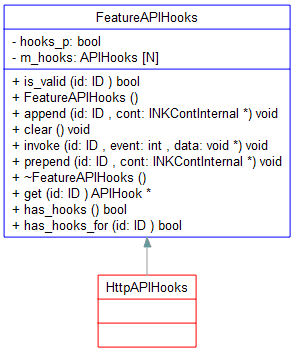 FeatureAPIHooks
- hooks_p: bool
- m_hooks: APIHooks [N]
+ is_valid (id: ID ) bool
+ FeatureAPIHooks ()
+ append (id: ID , cont: INKContInternal *) void
+ clear () void
+ invoke (id: ID , event: int , data: void *) void
+ prepend (id: ID , cont: INKContInternal *) void
+ ~FeatureAPIHooks ()
+ get (id: ID ) APIHook *
+ has_hooks () bool
+ has_hooks_for (id: ID ) bool
HttpAPIHooks